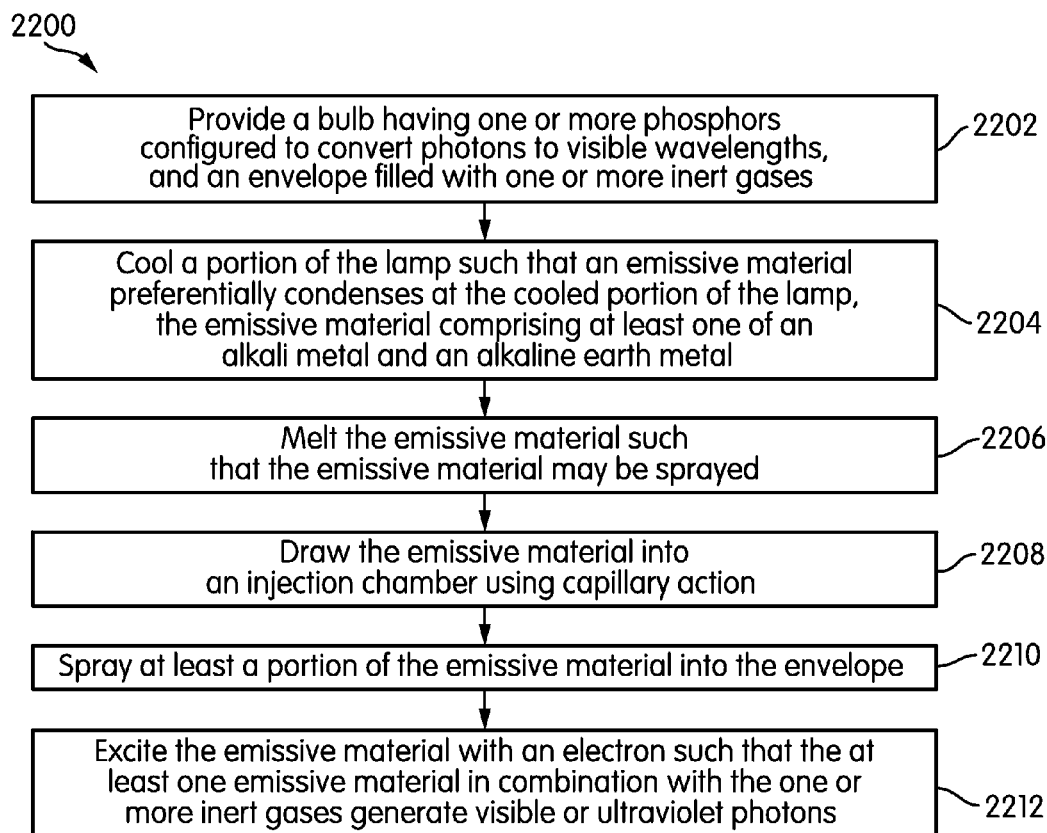 2200
Provide a bulb having one or more phosphors
configured to convert photons to visible wavelengths,
and an envelope filled with one or more inert gases
2202
Cool a portion of the lamp such that an emissive material
preferentially condenses at the cooled portion of the lamp,
the emissive material comprising at least one of an
alkali metal and an alkaline earth metal
2204
Melt the emissive material such
that the emissive material may be sprayed
2206
Draw the emissive material into
an injection chamber using capillary action
2208
Spray at least a portion of the emissive material into the envelope
2210
Excite the emissive material with an electron such that the at
least one emissive material in combination with the one or
more inert gases generate visible or ultraviolet photons
2212